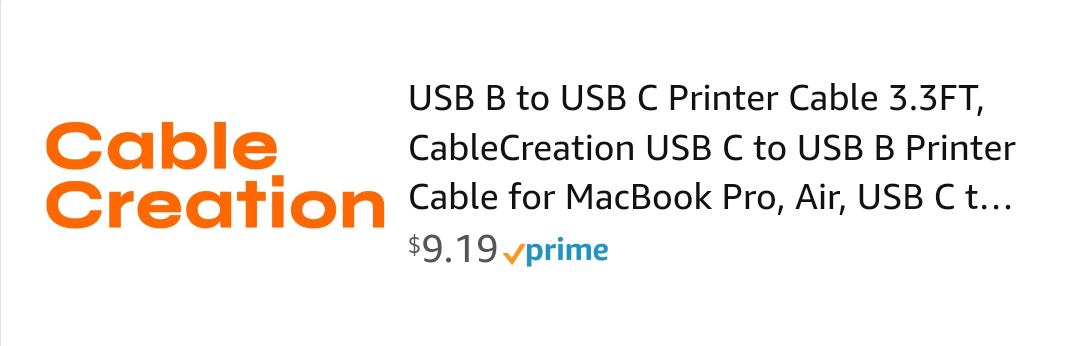 Cable
Creation
USB B to USB C Printer Cable 3.3FT,
CableCreation USB C to USB B Printer
Cable for MacBook Pro, Air, USB C t...
$9.19 prime